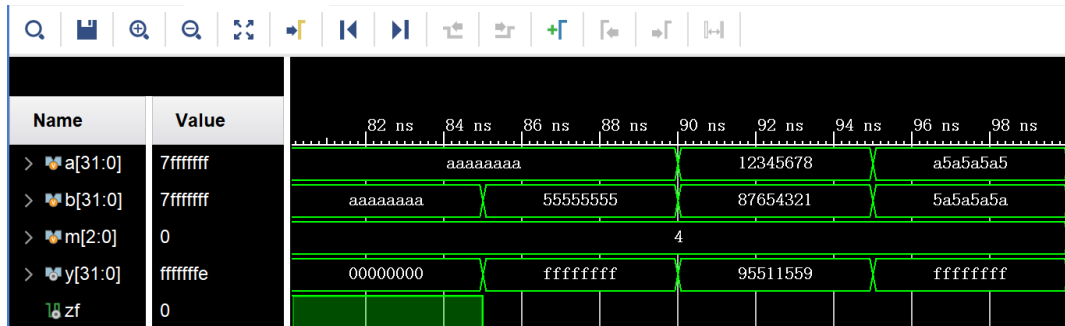 Name Value
82 ns 84 ns 86 ns 88 ns 90 ns 92 ns 94 ns 96 ns 98 ns
a[31:0] 7fffffff aaaaaaaa 12345678 a5a5a5a5
b[31:0] 7fffffff aaaaaaaa 55555555 87654321 5a5a5a5a
m[2:0] 0 4
y[31:0] fffffffe 00000000 ffffffff 95511559 ffffffff
zf 0